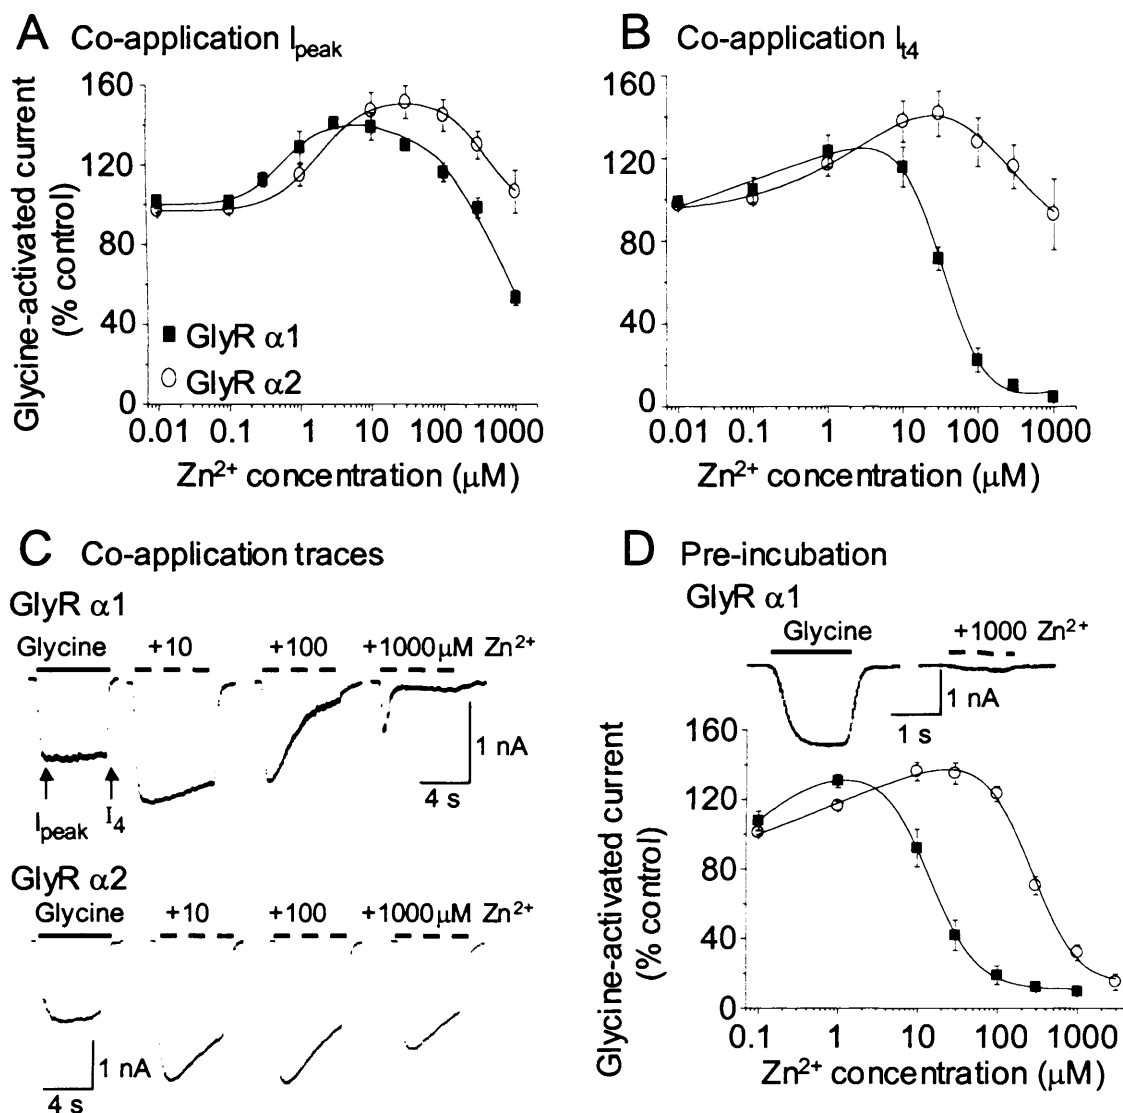 A Co-application I_peak
Glycine-activated current
(% control)
160
120
80
40
0
GlyR α1
GlyR α2
0.01 0.1 1 10 100 1000
Zn²⁺ concentration (μM)
B Co-application I_t4
160
120
80
40
0
0.01 0.1 1 10 100 1000
Zn²⁺ concentration (μM)
C Co-application traces
GlyR α1
Glycine +10 +100 +1000μM Zn²⁺
I_peak I_4
1 nA
4 s
GlyR α2
Glycine +10 +100 +1000μM Zn²⁺
1 nA
4 s
D Pre-incubation
GlyR α1
Glycine +1000 Zn²⁺
1 nA
1 s
Glycine-activated current
(% control)
160
120
80
40
0
0.1 1 10 100 1000
Zn²⁺ concentration (μM)